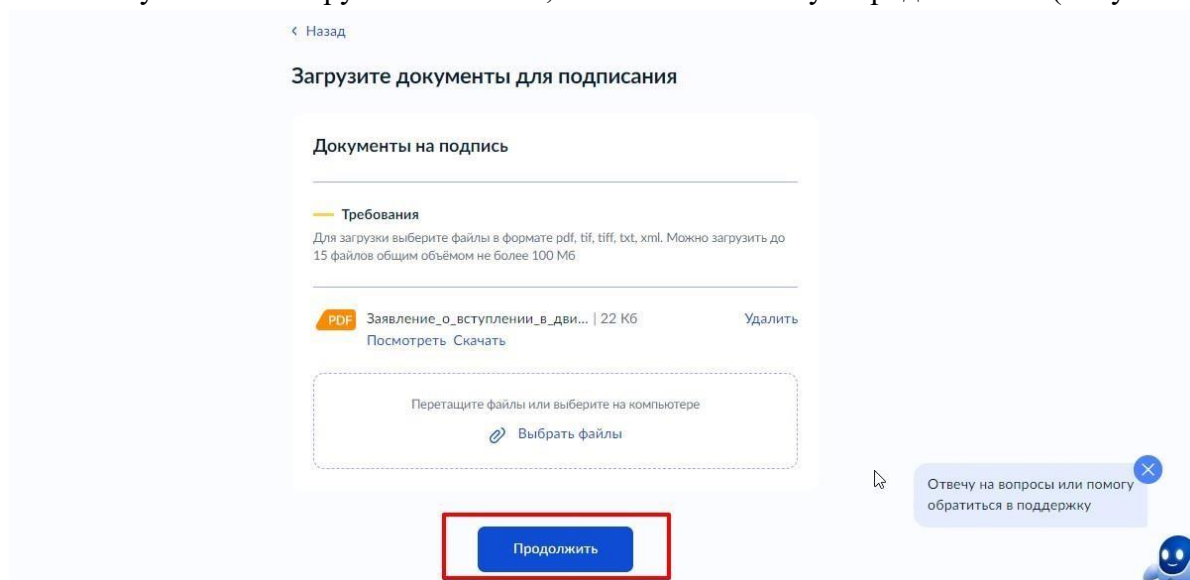 Назад
Загрузите документы для подписания
Документы на подпись
Требования
Для загрузки выберите файлы в формате pdf, tif, tiff, txt, xml. Можно загрузить до
15 файлов общим объёмом не более 100 Мб
PDF Заявление_о_вступлении_в_дви... | 22 Кб Удалить
Посмотреть Скачать
Перетащите файлы или выберите на компьютере
Выбрать файлы
Отвечу на вопросы или помогу
обратиться в поддержку
Продолжить